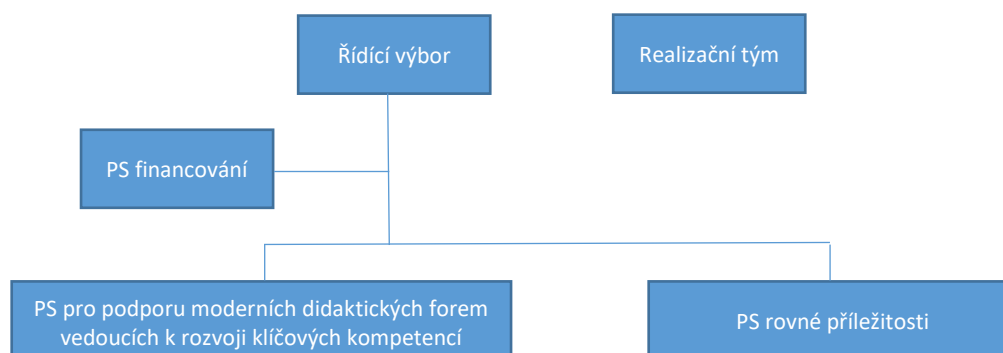 Řídící výbor
Realizační tým
PS financování
PS pro podporu moderních didaktických forem
vedoucích k rozvoji klíčových kompetencí
PS rovné příležitosti